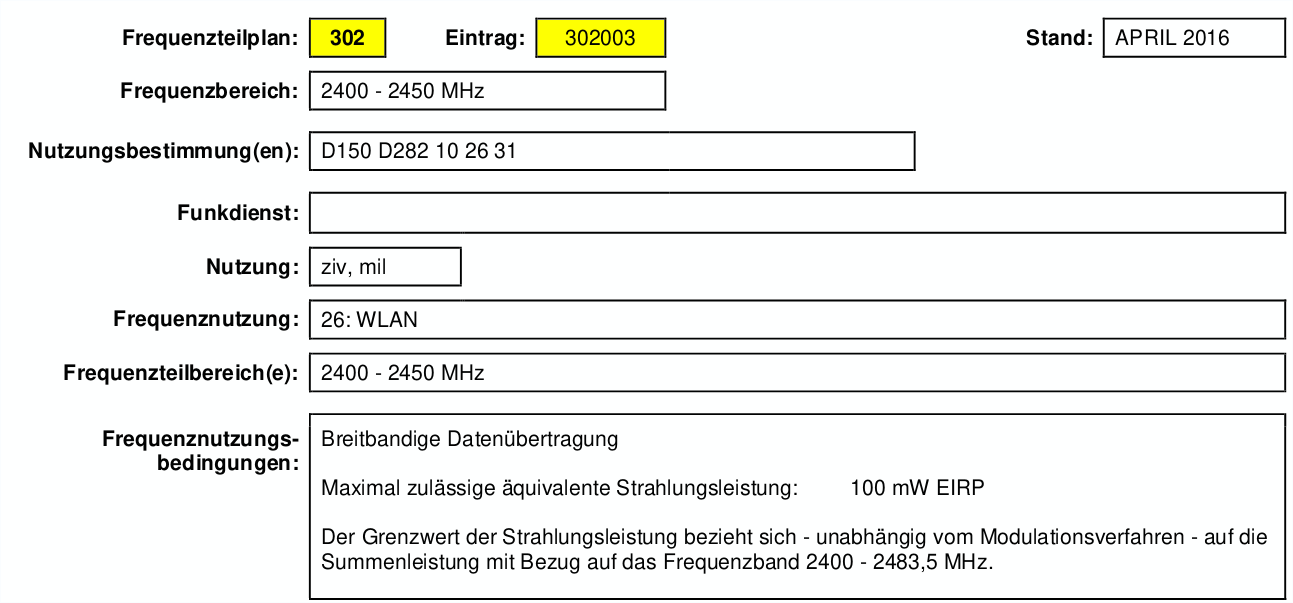 Frequenzteilplan: 302 Eintrag: 302003 Stand: APRIL 2016
Frequenzbereich: 2400 - 2450 MHz
Nutzungsbestimmung(en): D150 D282 10 26 31
Funkdienst:
Nutzung: ziv, mil
Frequenznutzung: 26: WLAN
Frequenzteilbereich(e): 2400 - 2450 MHz
Frequenznutzungs-
bedingungen:
Breitbandige Datenübertragung
Maximal zulässige äquivalente Strahlungsleistung: 100 mW EIRP
Der Grenzwert der Strahlungsleistung bezieht sich - unabhängig vom Modulationsverfahren - auf die
Summenleistung mit Bezug auf das Frequenzband 2400 - 2483,5 MHz.